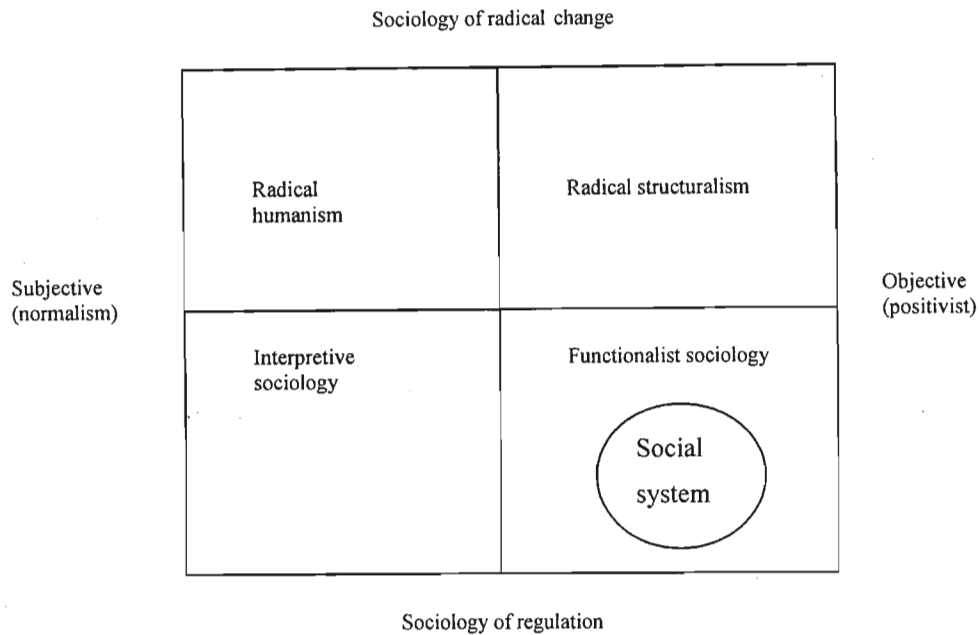 Sociology of radical change
Radical
humanism
Radical structuralism
Subjective
(normalism)
Objective
(positivist)
Interpretive
sociology
Functionalist sociology
Social
system
Sociology of regulation